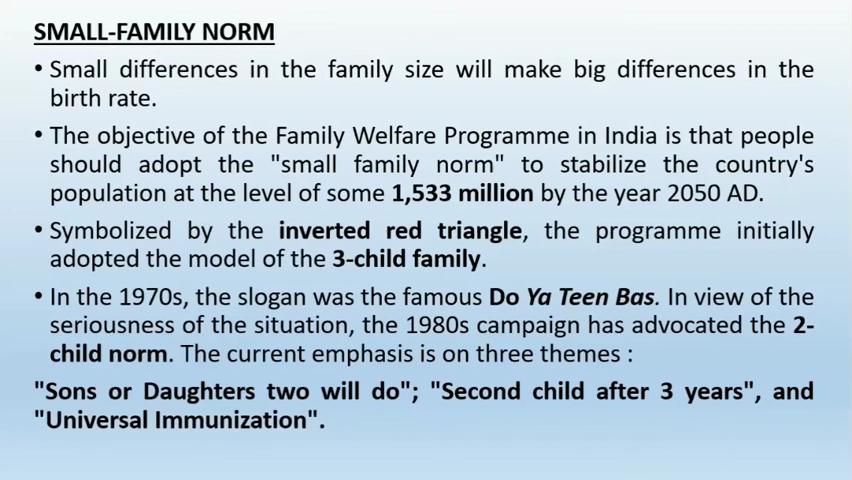 SMALL-FAMILY NORM
• Small differences in the family size will make big differences in the
birth rate.
• The objective of the Family Welfare Programme in India is that people
should adopt the "small family norm" to stabilize the country's
population at the level of some 1,533 million by the year 2050 AD.
• Symbolized by the inverted red triangle, the programme initially
adopted the model of the 3-child family.
• In the 1970s, the slogan was the famous Do Ya Teen Bas. In view of the
seriousness of the situation, the 1980s campaign has advocated the 2-
child norm. The current emphasis is on three themes :
"Sons or Daughters two will do"; "Second child after 3 years", and
"Universal Immunization".